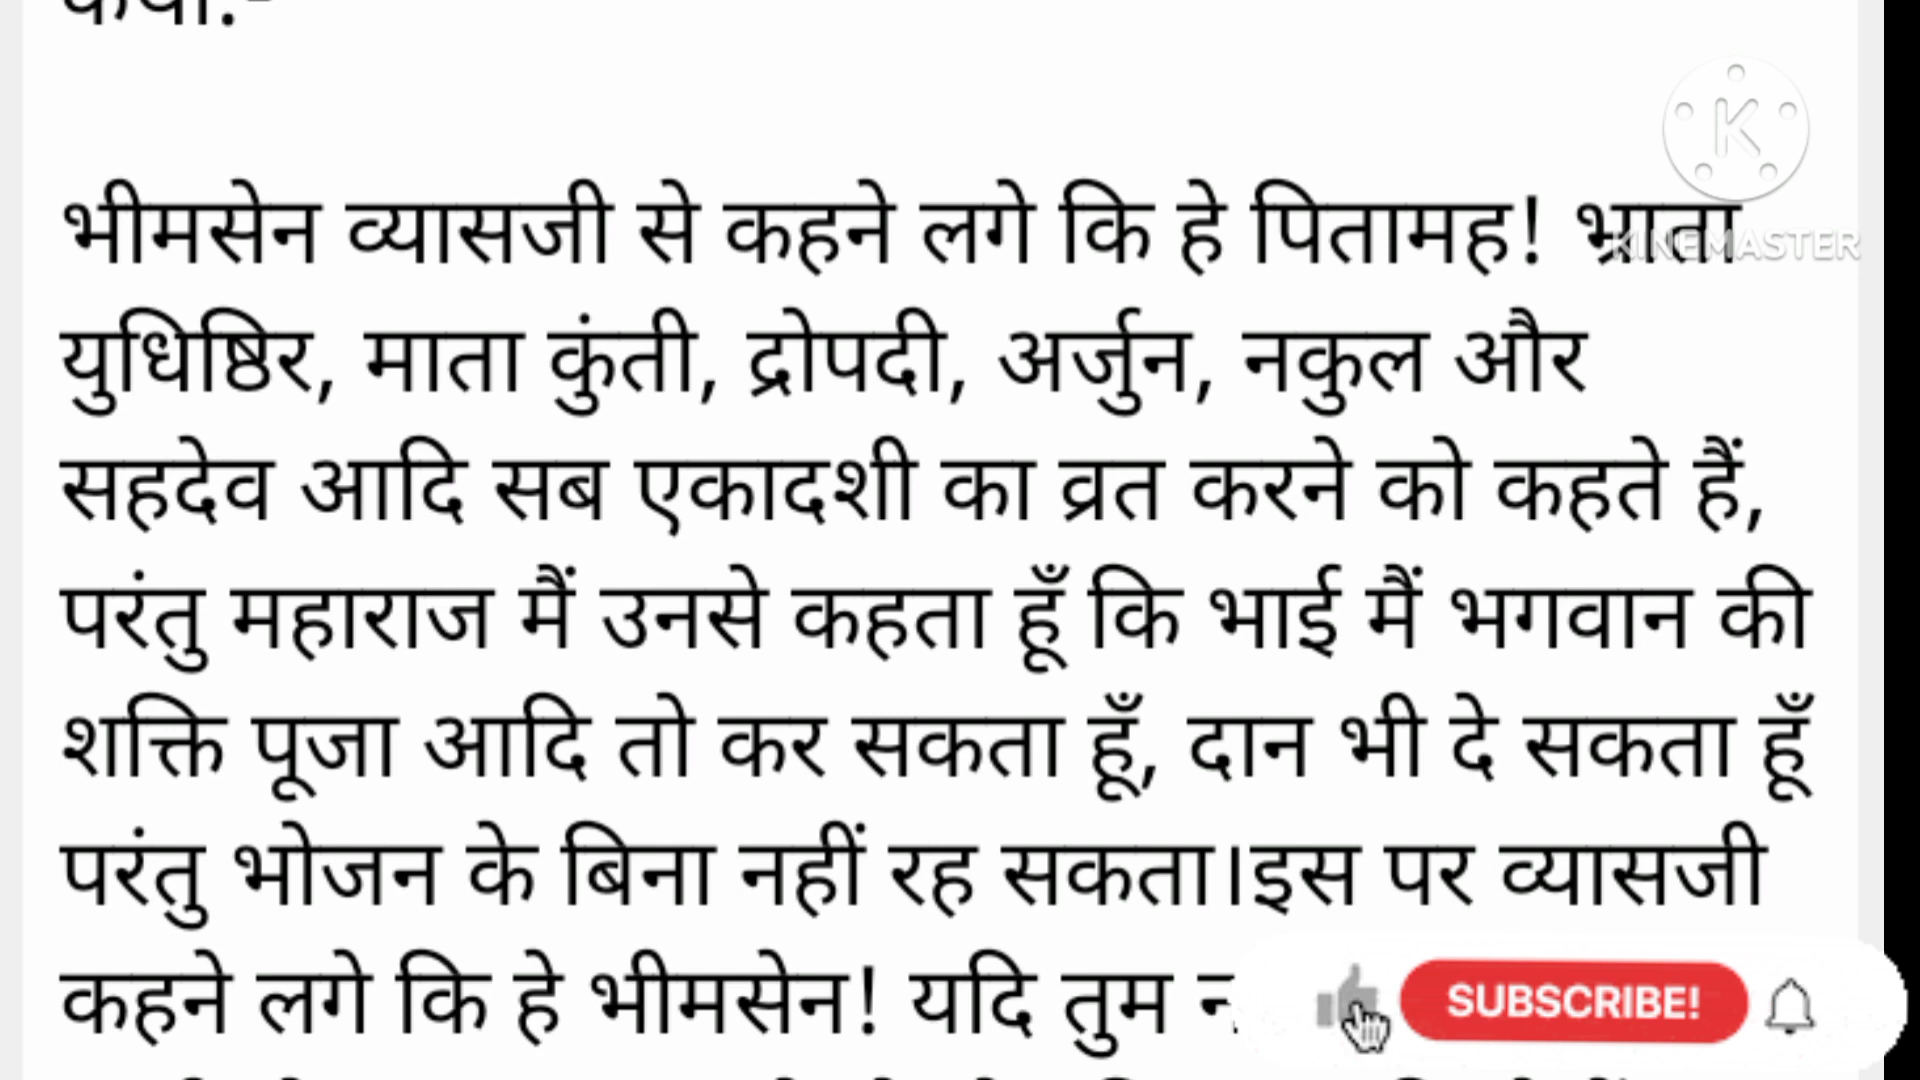 भीमसेन व्यासजी से कहने लगे कि हे पितामह! भ्राता
KINEMASTER
युधिष्ठिर, माता कुंती, द्रोपदी, अर्जुन, नकुल और
सहदेव आदि सब एकादशी का व्रत करने को कहते हैं,
परंतु महाराज मैं उनसे कहता हूँ कि भाई मैं भगवान की
शक्ति पूजा आदि तो कर सकता हूँ, दान भी दे सकता हूँ
परंतु भोजन के बिना नहीं रह सकता।इस पर व्यासजी
कहने लगे कि हे भीमसेन! यदि तुम
SUBSCRIBE!